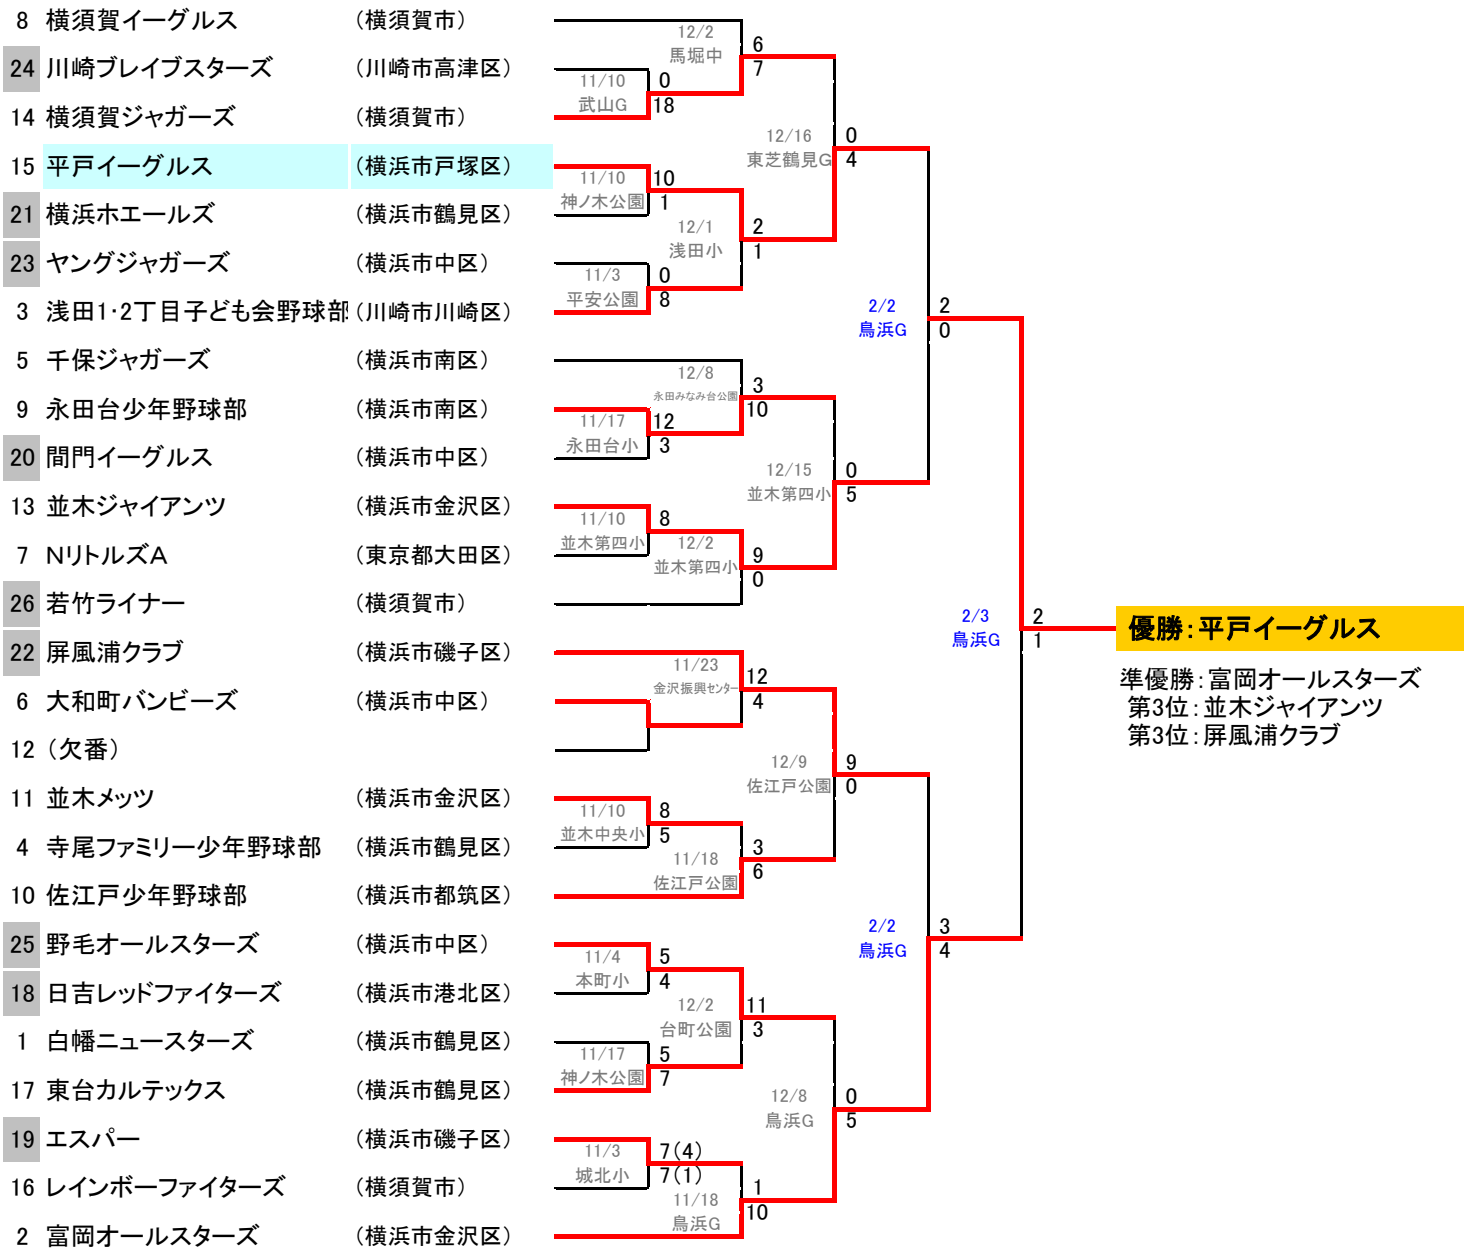 8 横須賀イーグルス （横須賀市）
12/2
馬堀中
6
7
24 川崎ブレイブスターズ （川崎市高津区）
11/10
武山G
0
18
14 横須賀ジャガーズ （横須賀市）
12/16
東芝鶴見G
0
4
15 平戸イーグルス （横浜市戸塚区）
11/10
神ノ木公園
10
1
21 横浜ホエールズ （横浜市鶴見区）
12/1
浅田小
2
1
23 ヤングジャガーズ （横浜市中区）
11/3
平安公園
0
8
3 浅田1・2丁目子ども会野球部 （川崎市川崎区）
2/2
鳥浜G
2
0
5 千保ジャガーズ （横浜市南区）
12/8
永田みなみ台公園
3
10
9 永田台少年野球部 （横浜市南区）
11/17
永田台小
12
3
20 間門イーグルス （横浜市中区）
12/15
並木第四小
0
5
13 並木ジャイアンツ （横浜市金沢区）
11/10
並木第四小
8
7 NリトルズA （東京都大田区）
12/2
並木第四小
9
0
26 若竹ライナー （横須賀市）
2/3
鳥浜G
2
1
優勝：平戸イーグルス
準優勝：富岡オールスターズ
第3位：並木ジャイアンツ
第3位：屏風浦クラブ
22 屏風浦クラブ （横浜市磯子区）
11/23
金沢振興センター
12
4
6 大和町バンビーズ （横浜市中区）
12 （欠番）
12/9
佐江戸公園
9
0
11 並木メッツ （横浜市金沢区）
11/10
並木中央小
8
5
4 寺尾ファミリー少年野球部 （横浜市鶴見区）
11/18
佐江戸公園
3
6
10 佐江戸少年野球部 （横浜市都筑区）
2/2
鳥浜G
3
4
25 野毛オールスターズ （横浜市中区）
11/4
本町小
5
4
18 日吉レッドファイターズ （横浜市港北区）
12/2
台町公園
11
3
1 白幡ニュースターズ （横浜市鶴見区）
11/17
神ノ木公園
5
7
17 東台カルテックス （横浜市鶴見区）
12/8
鳥浜G
0
5
19 エスパー （横浜市磯子区）
11/3
城北小
7(4)
7(1)
16 レインボーファイターズ （横須賀市）
11/18
鳥浜G
1
10
2 富岡オールスターズ （横浜市金沢区）